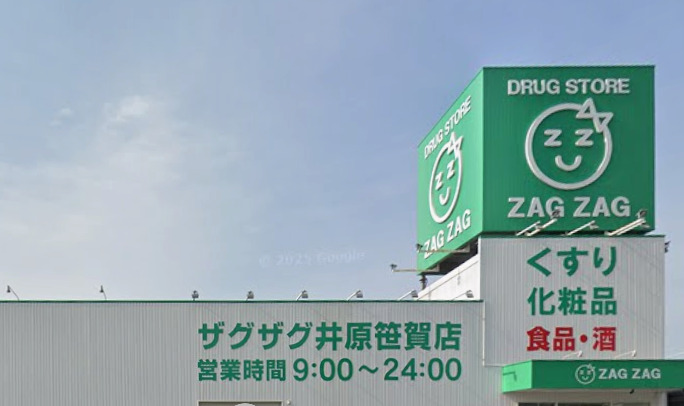 DRUG STORE
ZAG ZAG
DRUG STORE
ZAG ZAG
くすり
化粧品
食品・酒
ZAG ZAG
ザグザグ井原笹賀店
営業時間 9:00～24:00
© 2025 Google